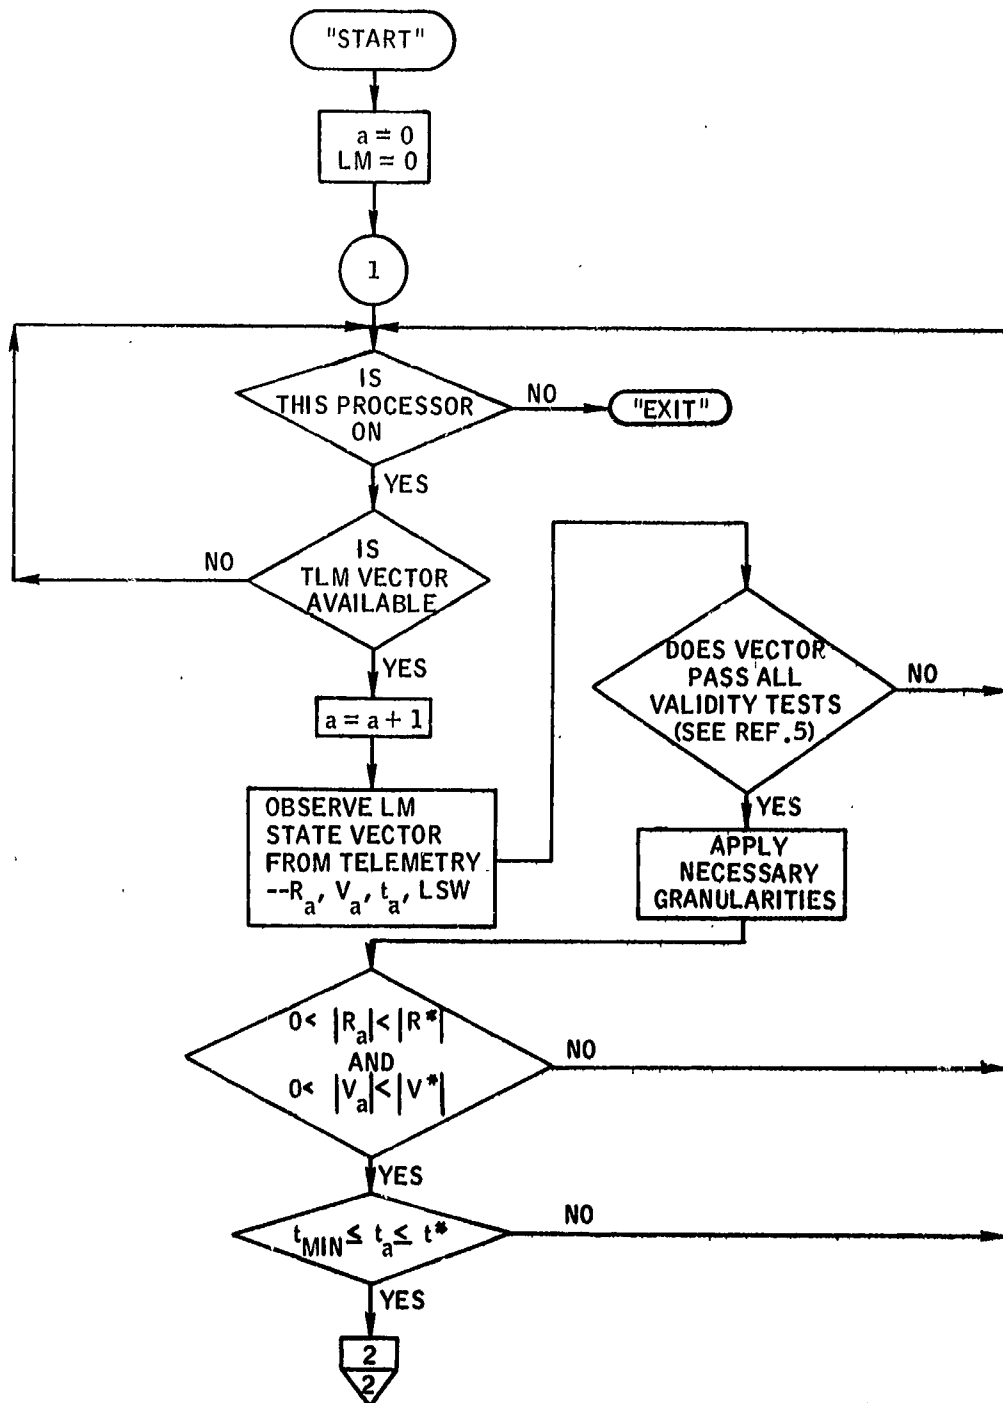 "START"
a = 0
LM = 0
1
IS
THIS PROCESSOR
ON
NO
"EXIT"
YES
IS
TLM VECTOR
AVAILABLE
NO
YES
a = a + 1
OBSERVE LM
STATE VECTOR
FROM TELEMETRY
--R_a, V_a, t_a, LSW
DOES VECTOR
PASS ALL
VALIDITY TESTS
(SEE REF.5)
NO
YES
APPLY
NECESSARY
GRANULARITIES
0< |R_a|<|R*|
AND
0< |V_a|<|V*|
NO
YES
t_MIN ≤ t_a ≤ t*
NO
YES
2
2